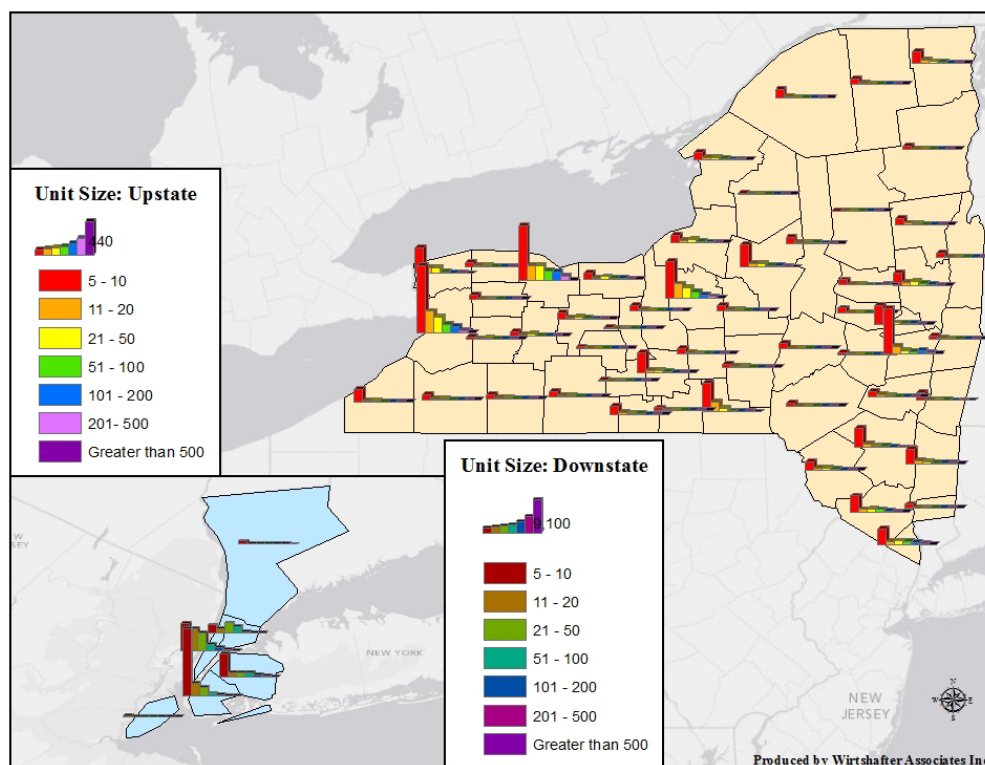 Unit Size: Upstate
440
5 - 10
11 - 20
21 - 50
51 - 100
101 - 200
201- 500
Greater than 500
Unit Size: Downstate
9,100
5 - 10
11 - 20
21 - 50
51 - 100
101 - 200
201 - 500
Greater than 500
NEW YORK
NEW
JERSEY
N
W E
S
Produced by Wirtshafter Associates Inc